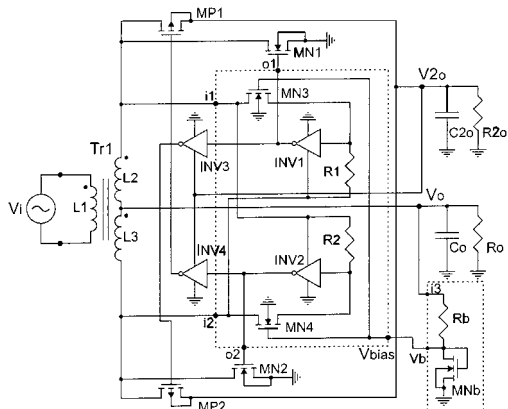 MP1
MN1
o1
i1
MN3
V2o
C2o
R2o
Tr1
INV3
INV1
R1
L2
Vi
L1
Vo
L3
R2
Co
Ro
INV4
INV2
i3
i2
MN4
Rb
Vbias
Vb
o2
MN2
MNb
MP2